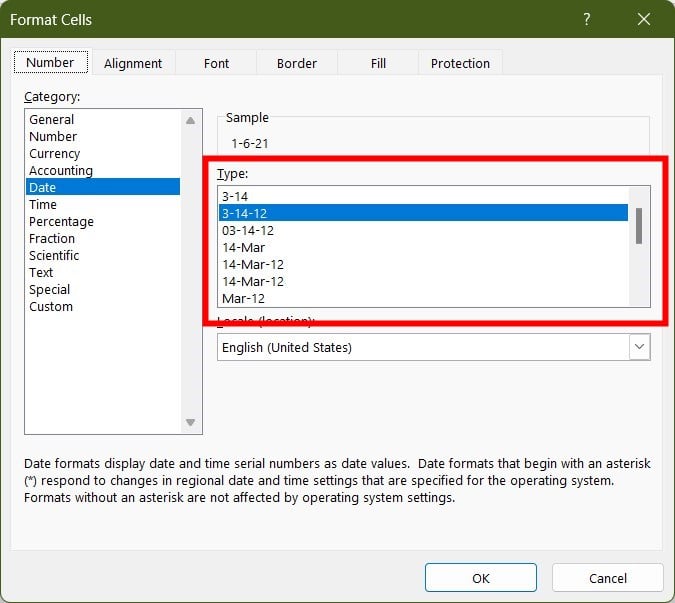 Format Cells
?
Number Alignment Font Border Fill Protection
Category:
General
Number
Currency
Accounting
Date
Time
Percentage
Fraction
Scientific
Text
Special
Custom
Sample
1-6-21
Type:
3-14
3-14-12
03-14-12
14-Mar
14-Mar-12
14-Mar-12
Mar-12
Locale (location):
English (United States)
Date formats display date and time serial numbers as date values.  Date formats that begin with an asterisk
(*) respond to changes in regional date and time settings that are specified for the operating system.
Formats without an asterisk are not affected by operating system settings.
OK Cancel